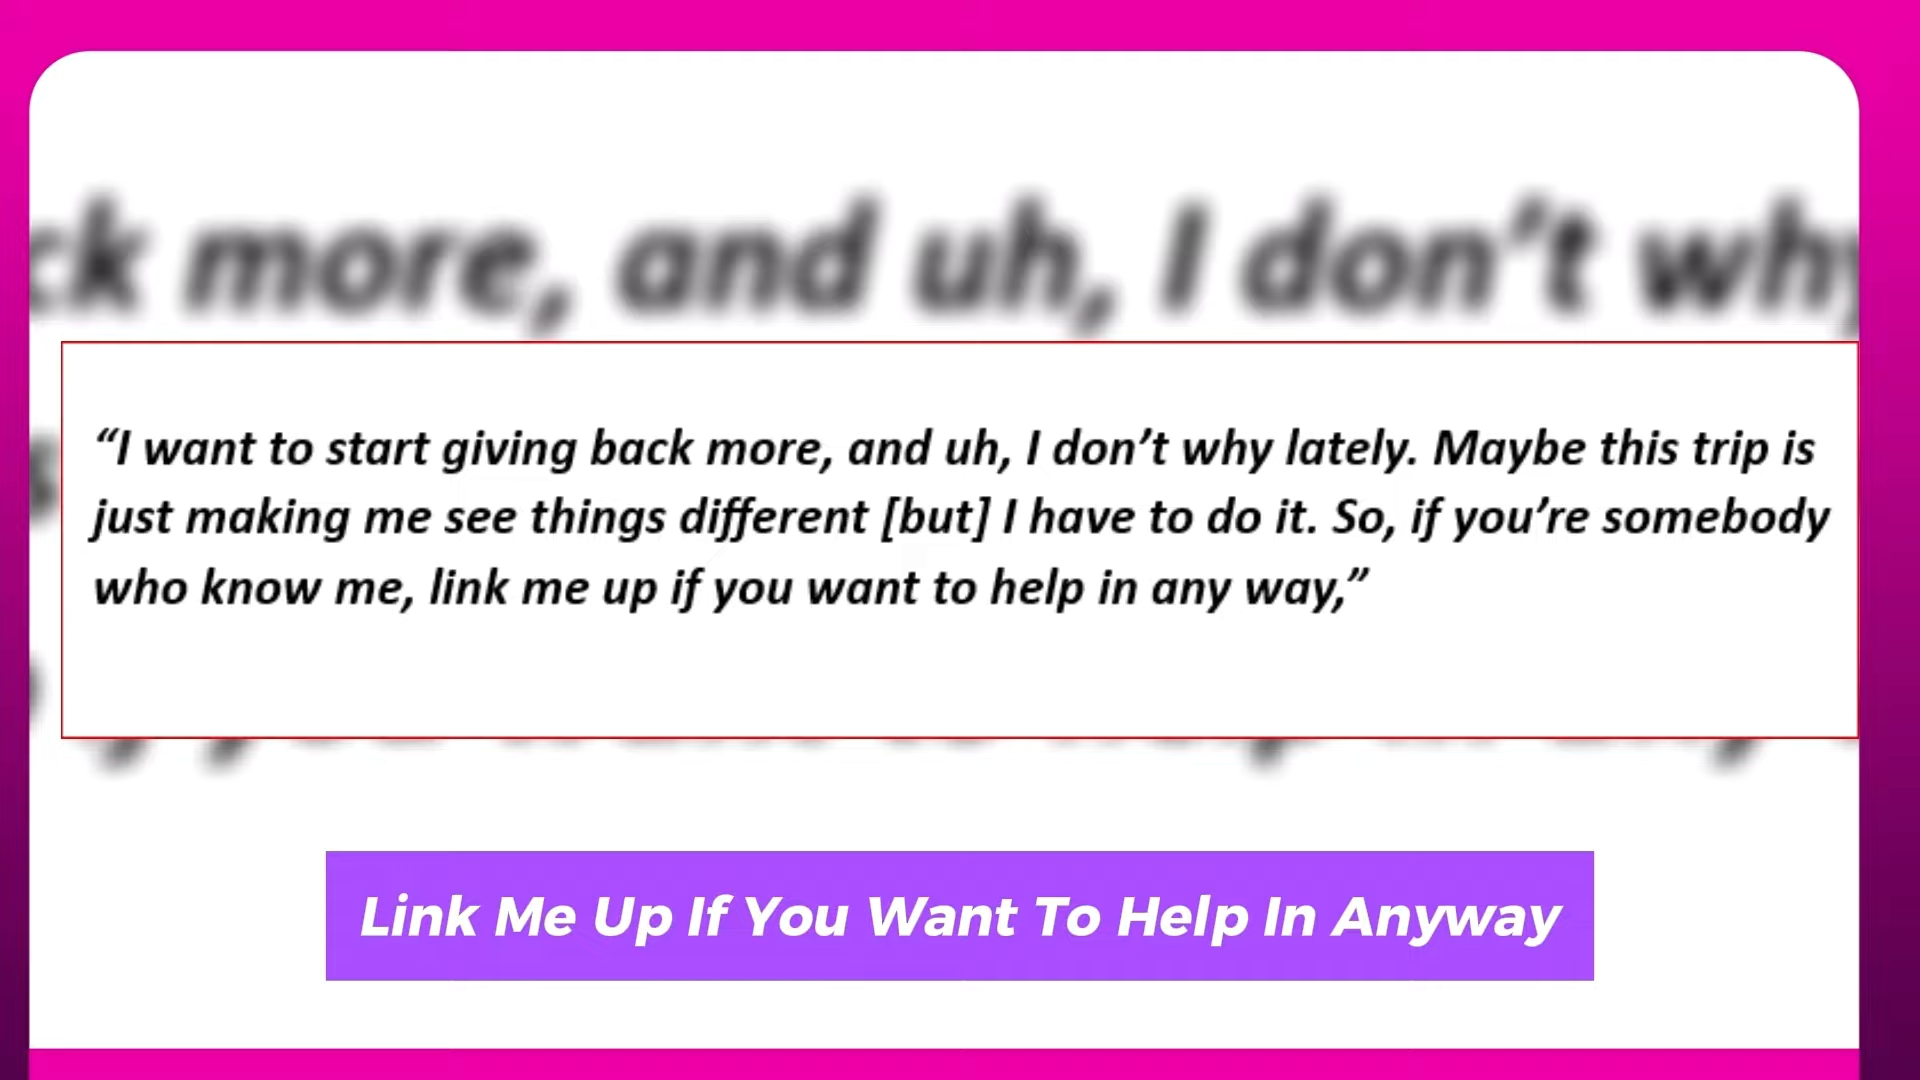 ck more, and uh, I don’t why
“I want to start giving back more, and uh, I don’t why lately. Maybe this trip is
just making me see things different [but] I have to do it. So, if you’re somebody
who know me, link me up if you want to help in any way,”
Link Me Up If You Want To Help In Anyway